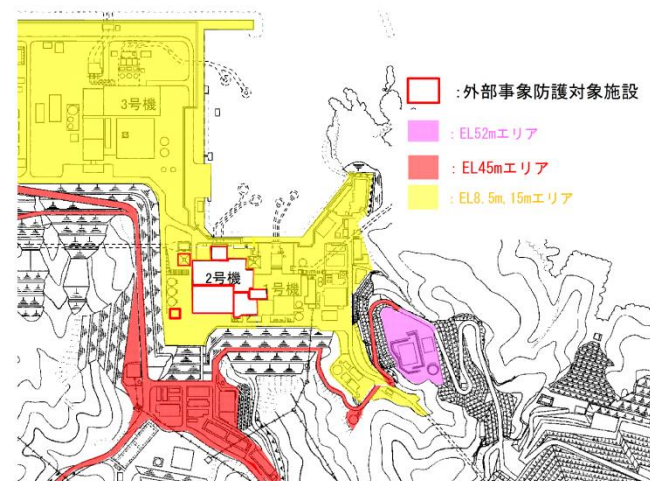 3号機
:外部事象防護対象施設
:EL52mエリア
:EL45mエリア
:EL8.5m,15mエリア
2号機
号機